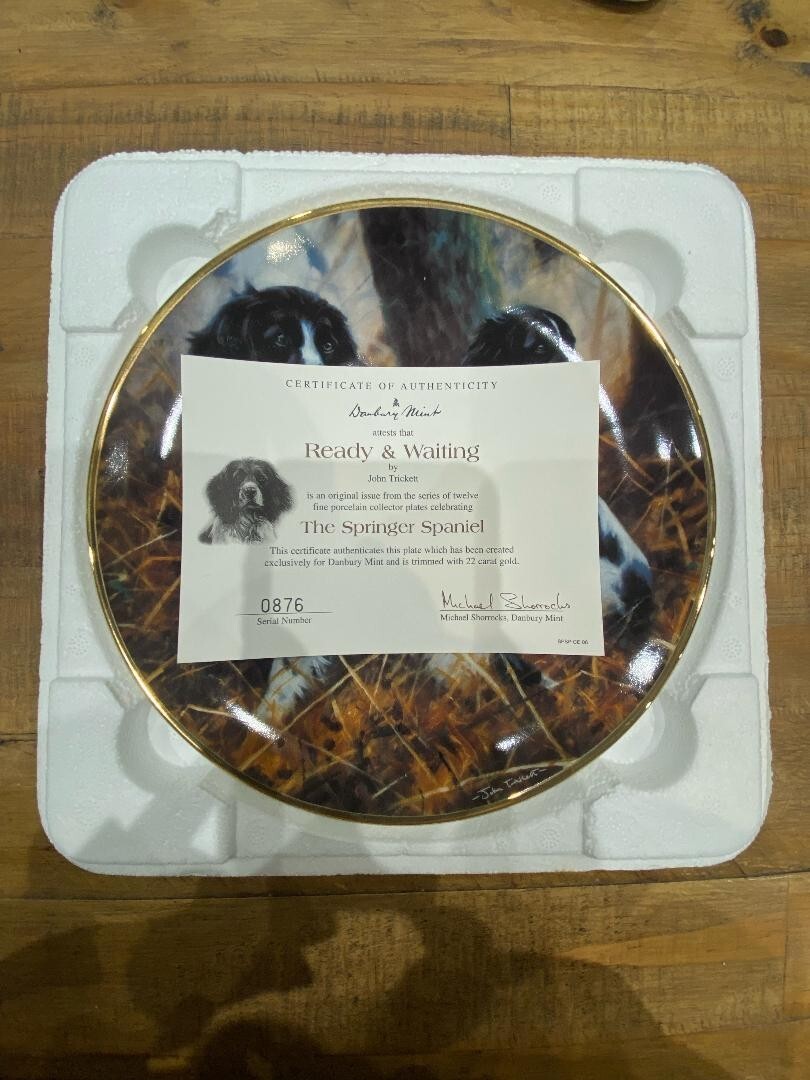 CERTIFICATE OF AUTHENTICITY
Danbury Mint
attests that
Ready & Waiting
by
John Trickett
is an original issue from the series of twelve
fine porcelain collector plates celebrating
The Springer Spaniel
This certificate authenticates this plate which has been created
exclusively for Danbury Mint and is trimmed with 22 carat gold.
0876
Serial Number
Michael Shorrocks
Michael Shorrocks, Danbury Mint
SPSP CE 06
-John Trickett-